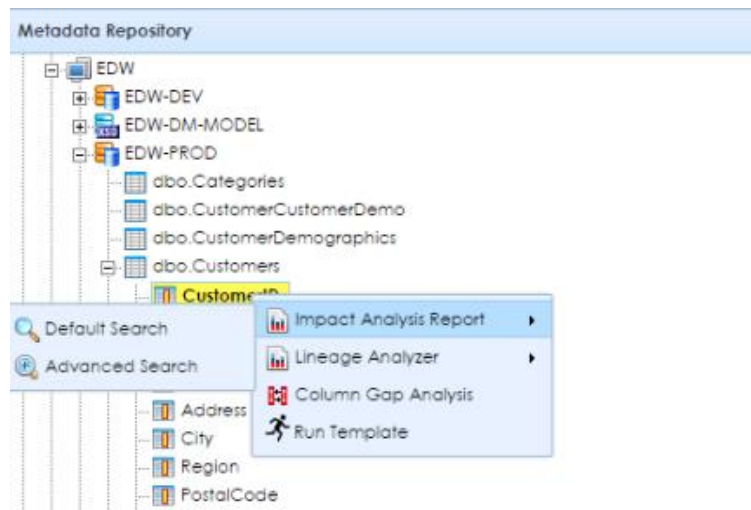 Metadata Repository
EDW
EDW-DEV
EDW-DM-MODEL
EDW-PROD
dbo.Categories
dbo.CustomerCustomerDemo
dbo.CustomerDemographics
dbo.Customers
CustomerID
Default Search
Advanced Search
Impact Analysis Report
Lineage Analyzer
Column Gap Analysis
Run Template
Address
City
Region
PostalCode